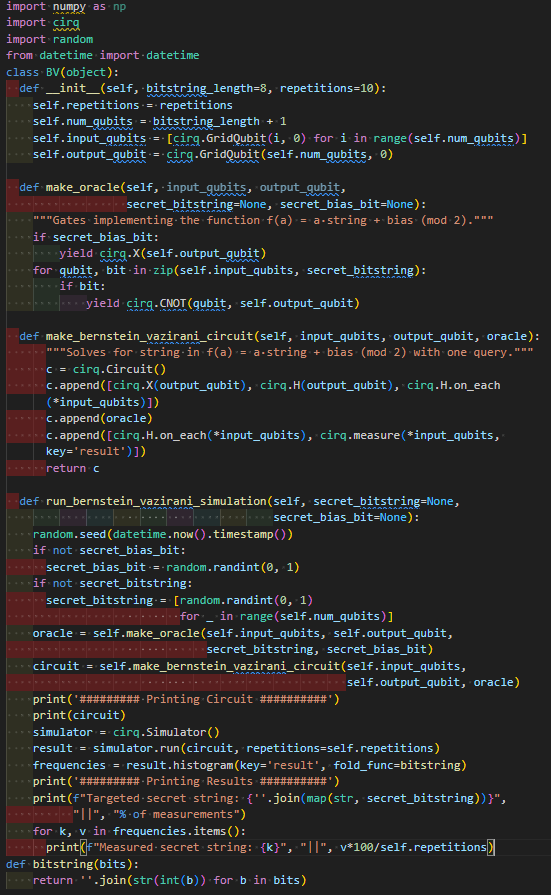 import numpy as np
import cirq
import random
from datetime import datetime
class BV(object):
  def __init__(self, bitstring_length=8, repetitions=10):
    self.repetitions = repetitions
    self.num_qubits = bitstring_length + 1
    self.input_qubits = [cirq.GridQubit(i, 0) for i in range(self.num_qubits)]
    self.output_qubit = cirq.GridQubit(self.num_qubits, 0)

  def make_oracle(self, input_qubits, output_qubit,
                  secret_bitstring=None, secret_bias_bit=None):
    """Gates implementing the function f(a) = a·string + bias (mod 2)."""
    if secret_bias_bit:
        yield cirq.X(self.output_qubit)
    for qubit, bit in zip(self.input_qubits, secret_bitstring):
        if bit:
            yield cirq.CNOT(qubit, self.output_qubit)

  def make_bernstein_vazirani_circuit(self, input_qubits, output_qubit, oracle):
      """Solves for string in f(a) = a·string + bias (mod 2) with one query."""
      c = cirq.Circuit()
      c.append([cirq.X(output_qubit), cirq.H(output_qubit), cirq.H.on_each
      (*input_qubits)])
      c.append(oracle)
      c.append([cirq.H.on_each(*input_qubits), cirq.measure(*input_qubits,
      key='result')])
      return c

  def run_bernstein_vazirani_simulation(self, secret_bitstring=None,
                                        secret_bias_bit=None):
    random.seed(datetime.now().timestamp())
    if not secret_bias_bit:
      secret_bias_bit = random.randint(0, 1)
    if not secret_bitstring:
      secret_bitstring = [random.randint(0, 1)
                          for _ in range(self.num_qubits)]
    oracle = self.make_oracle(self.input_qubits, self.output_qubit,
                              secret_bitstring, secret_bias_bit)
    circuit = self.make_bernstein_vazirani_circuit(self.input_qubits,
                                                   self.output_qubit, oracle)
    print('######### Printing Circuit ##########')
    print(circuit)
    simulator = cirq.Simulator()
    result = simulator.run(circuit, repetitions=self.repetitions)
    frequencies = result.histogram(key='result', fold_func=bitstring)
    print('######### Printing Results ##########')
    print(f"Targeted secret string: {''.join(map(str, secret_bitstring))}",
          "||", "% of measurements")
    for k, v in frequencies.items():
      print(f"Measured secret string: {k}", "||", v*100/self.repetitions)
def bitstring(bits):
    return ''.join(str(int(b)) for b in bits)